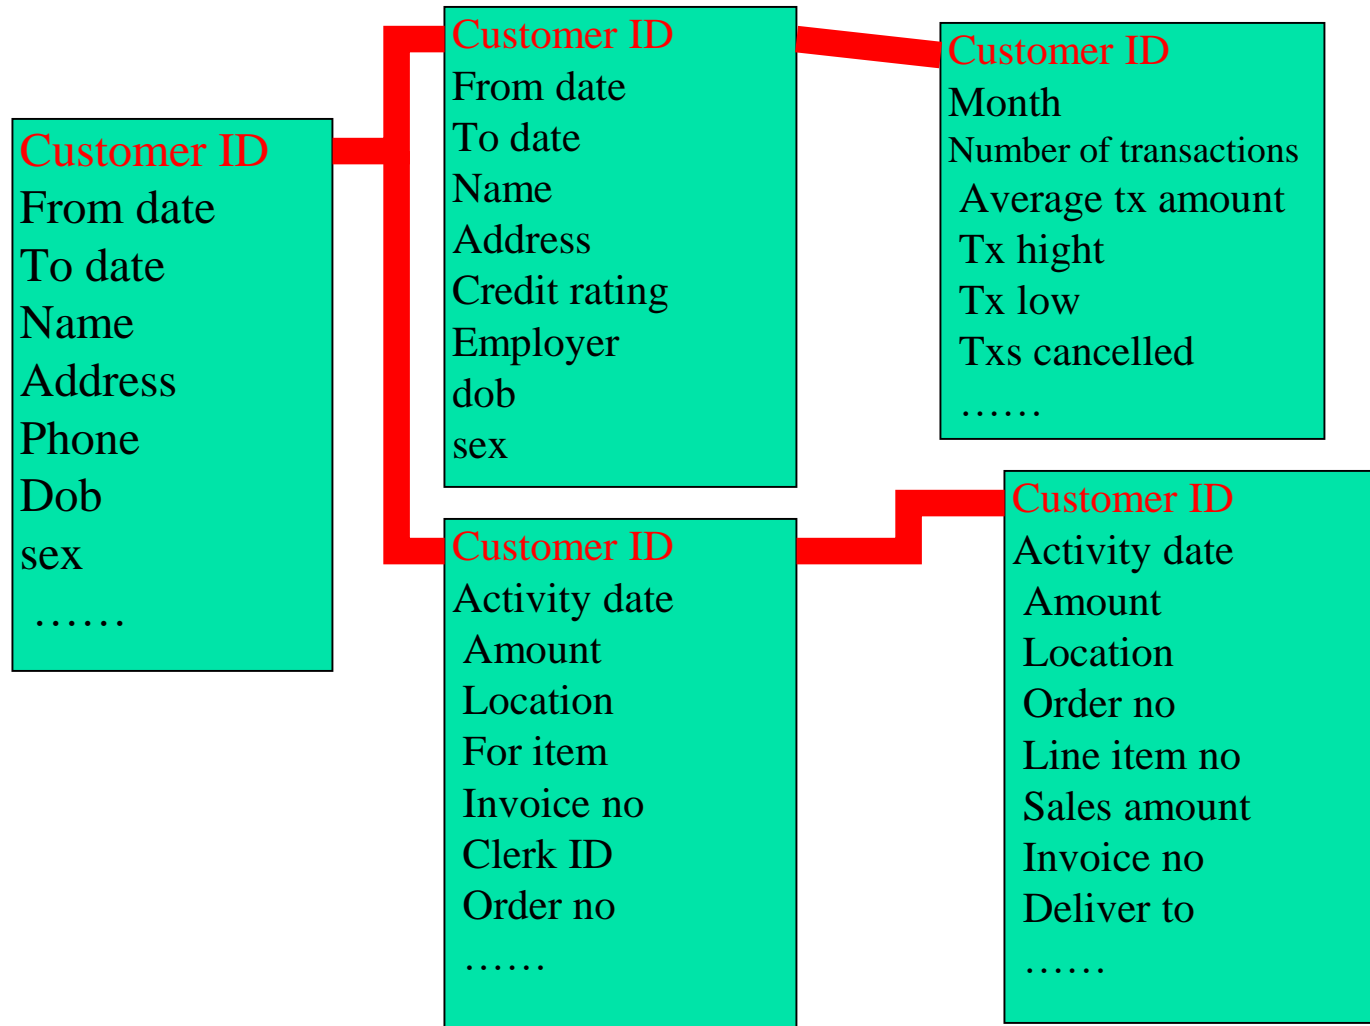 Customer ID
From date
To date
Name
Address
Phone
Dob
sex
……
Customer ID
From date
To date
Name
Address
Credit rating
Employer
dob
sex
Customer ID
Month
Number of transactions
Average tx amount
Tx hight
Tx low
Txs cancelled
……
Customer ID
Activity date
Amount
Location
For item
Invoice no
Clerk ID
Order no
……
Customer ID
Activity date
Amount
Location
Order no
Line item no
Sales amount
Invoice no
Deliver to
……